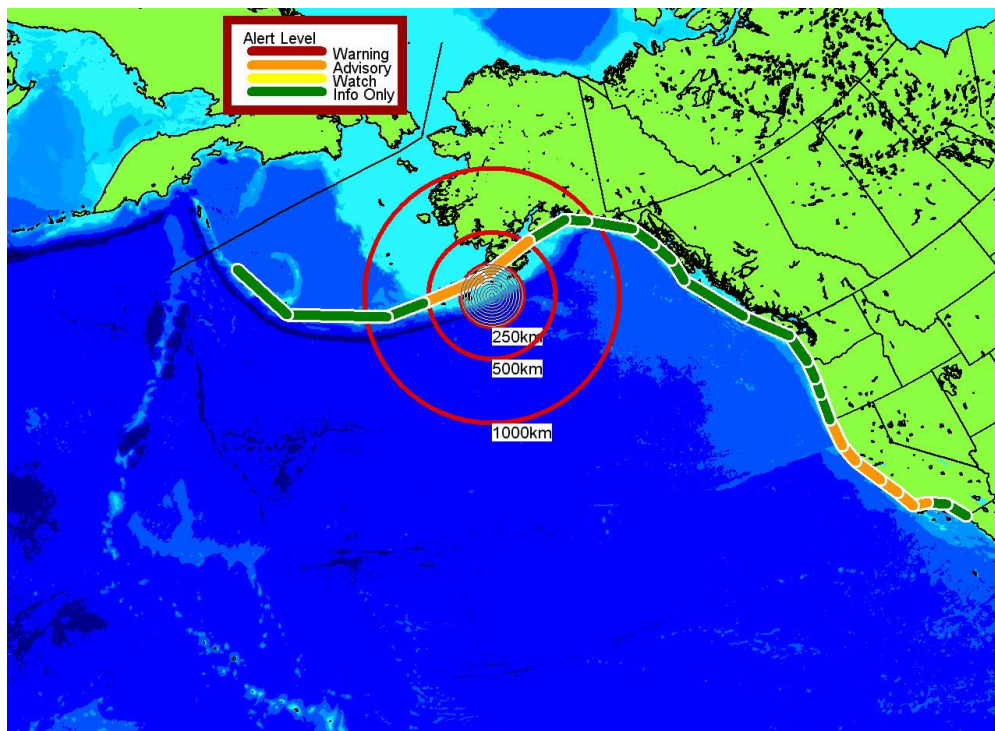 Alert Level
Warning
Advisory
Watch
Info Only
250km
500km
1000km